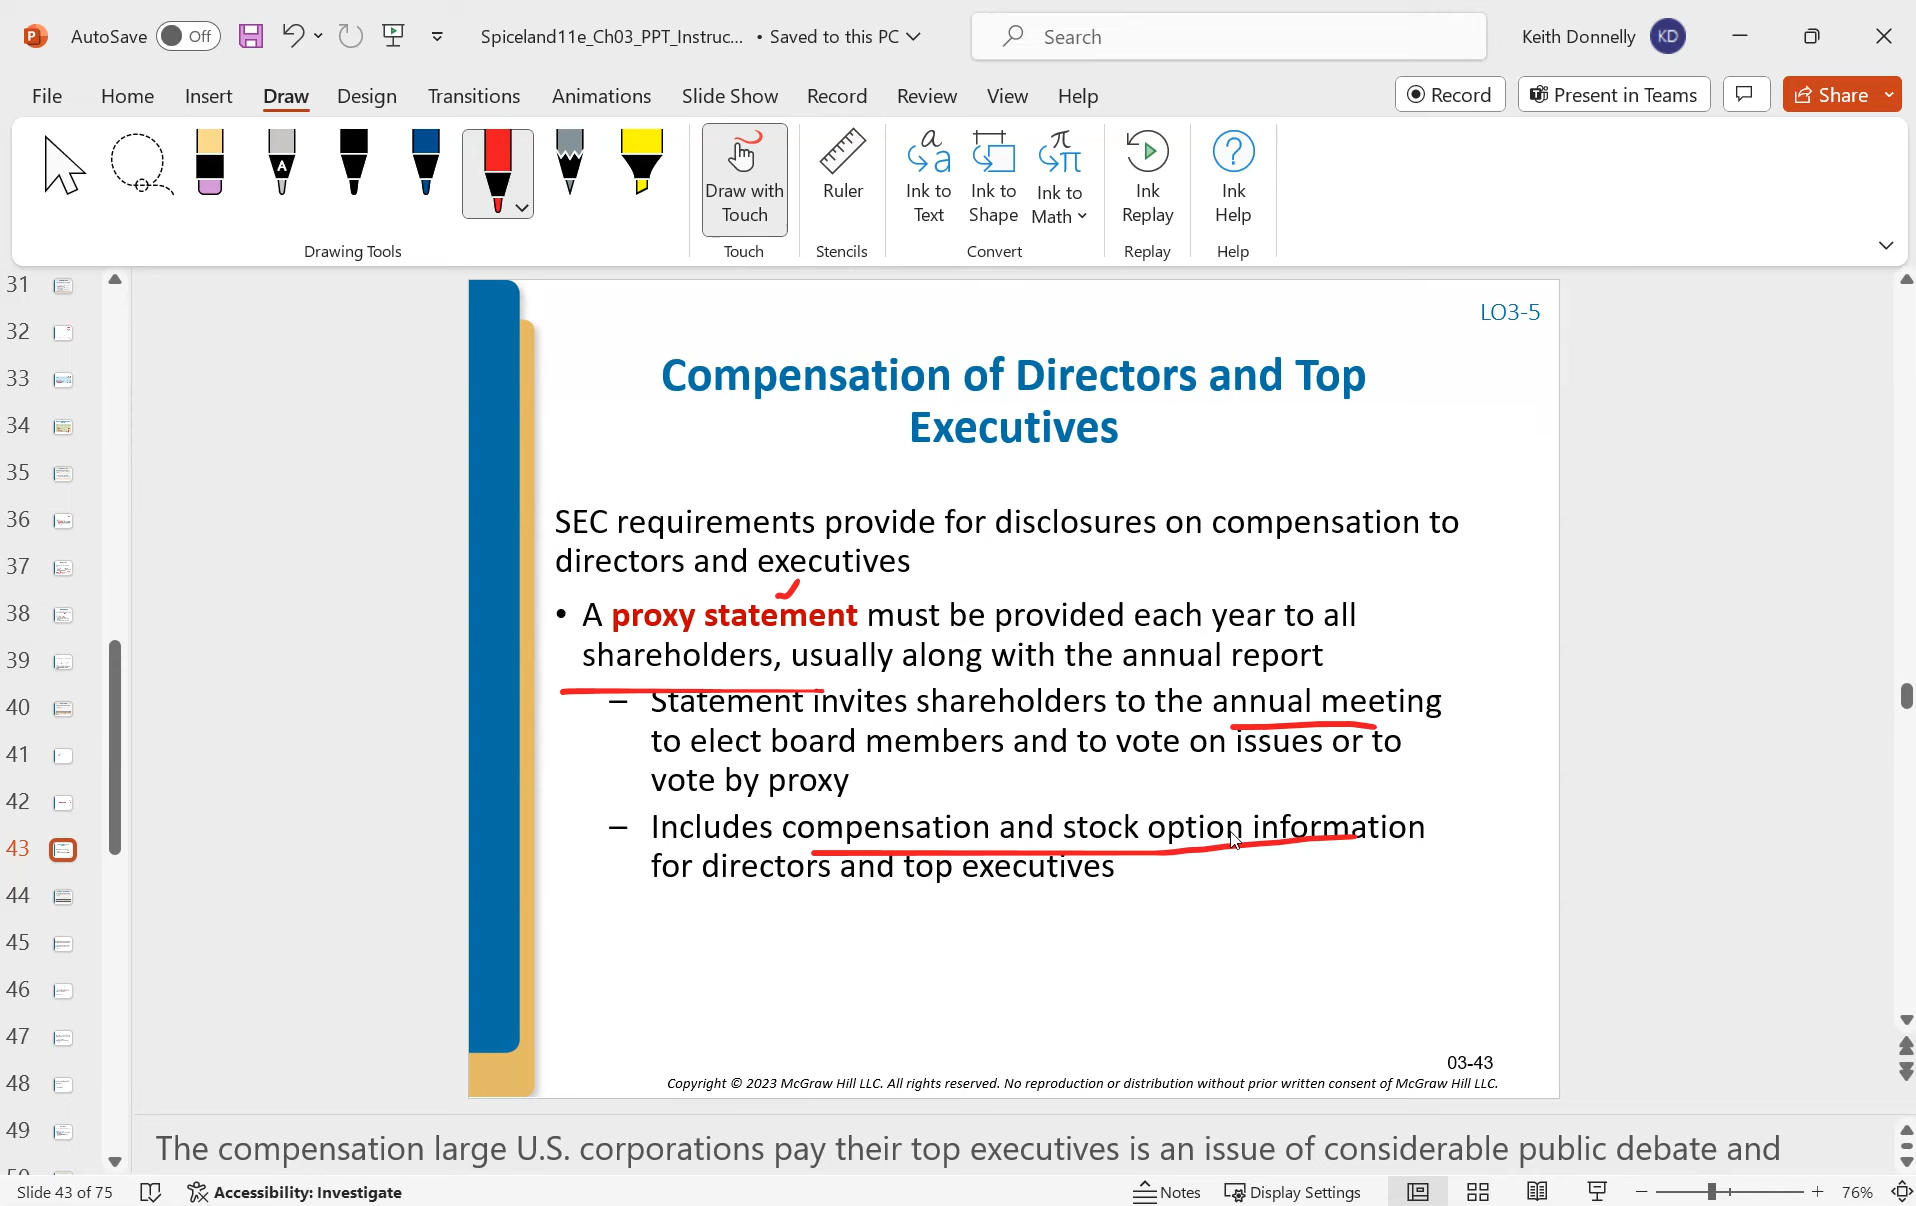 AutoSave Off Spiceland11e_Ch03_PPT_Instruc... • Saved to this PC Search Keith Donnelly KD
File Home Insert Draw Design Transitions Animations Slide Show Record Review View Help Record Present in Teams Share
Draw with Touch
Ruler
Ink to Text
Ink to Shape
Ink to Math
Ink Replay
Ink Help
Drawing Tools Touch Stencils Convert Replay Help
31
32
33
34
35
36
37
38
39
40
41
42
43
44
45
46
47
48
49
LO3-5
Compensation of Directors and Top
Executives
SEC requirements provide for disclosures on compensation to
directors and executives
• A proxy statement must be provided each year to all
shareholders, usually along with the annual report
– Statement invites shareholders to the annual meeting
to elect board members and to vote on issues or to
vote by proxy
– Includes compensation and stock option information
for directors and top executives
03-43
Copyright © 2023 McGraw Hill LLC. All rights reserved. No reproduction or distribution without prior written consent of McGraw Hill LLC.
The compensation large U.S. corporations pay their top executives is an issue of considerable public debate and
Slide 43 of 75 Accessibility: Investigate Notes Display Settings 76%